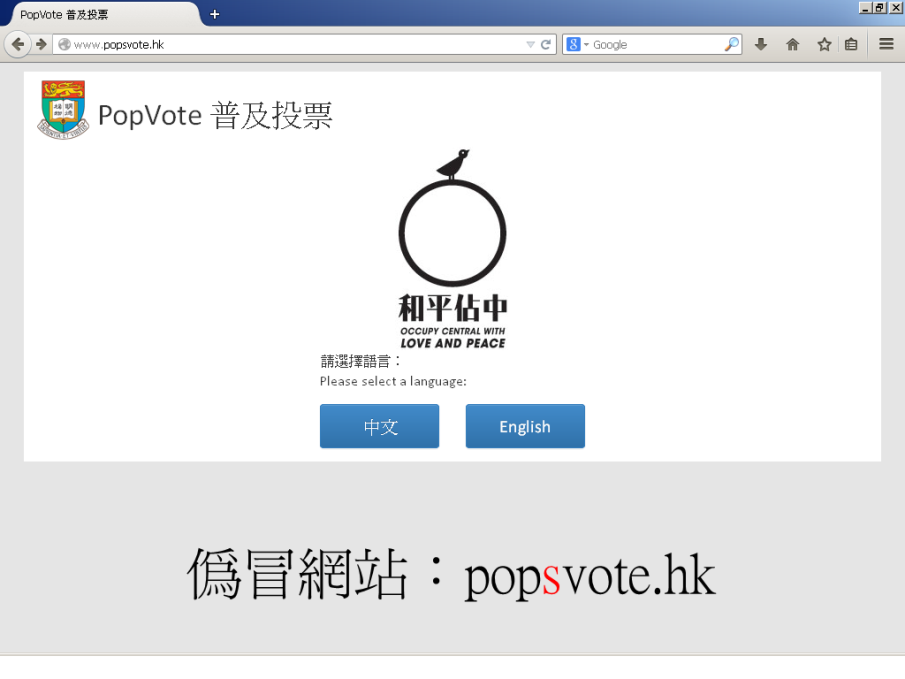 PopVote 普及投票
www.popsvote.hk
Google
PopVote 普及投票
和平佔中
OCCUPY CENTRAL WITH
LOVE AND PEACE
請選擇語言：
Please select a language:
中文
English
僞冒網站：popsvote.hk